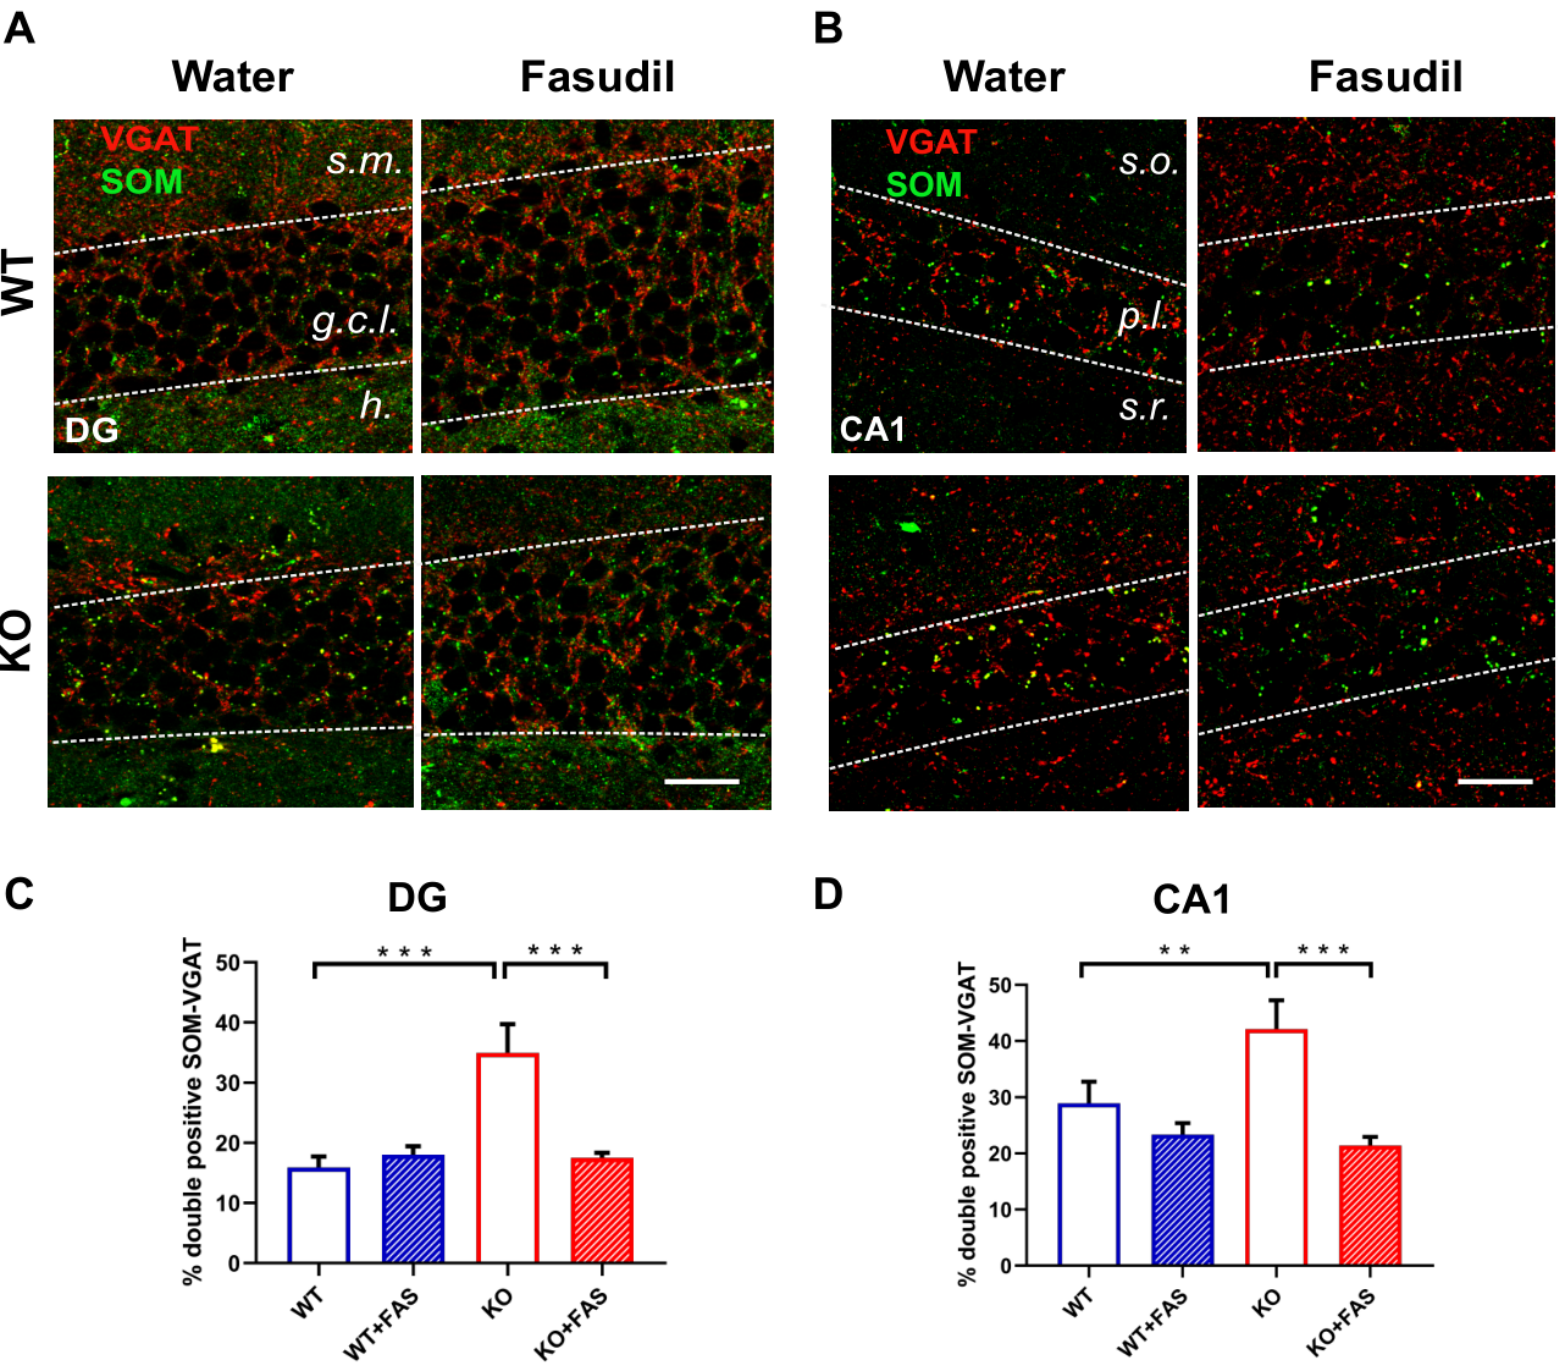 A
Water
Fasudil
WT
VGAT
SOM
s.m.
g.c.l.
h.
DG
KO
B
Water
Fasudil
VGAT
SOM
s.o.
p.l.
s.r.
CA1
C
DG
% double positive SOM-VGAT
50
40
30
20
10
0
* * *
* * *
WT
WT+FAS
KO
KO+FAS
D
CA1
% double positive SOM-VGAT
50
40
30
20
10
0
* *
* * *
WT
WT+FAS
KO
KO+FAS